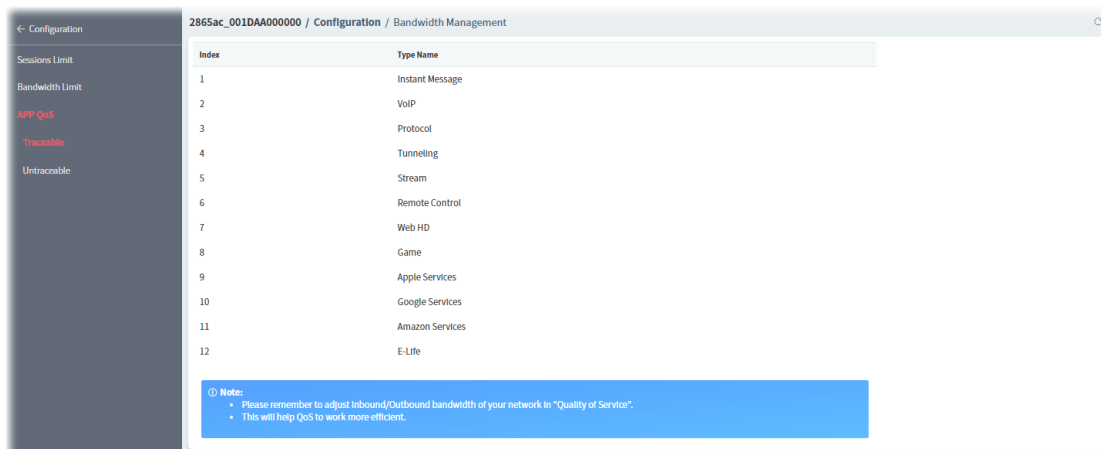 ← Configuration
Sessions Limit
Bandwidth Limit
APP QoS
Traceable
Untraceable
2865ac_001DAA000000 / Configuration / Bandwidth Management
Index Type Name
1 Instant Message
2 VoIP
3 Protocol
4 Tunneling
5 Stream
6 Remote Control
7 Web HD
8 Game
9 Apple Services
10 Google Services
11 Amazon Services
12 E-Life
Note:
• Please remember to adjust Inbound/Outbound bandwidth of your network in "Quality of Service".
• This will help QoS to work more efficient.